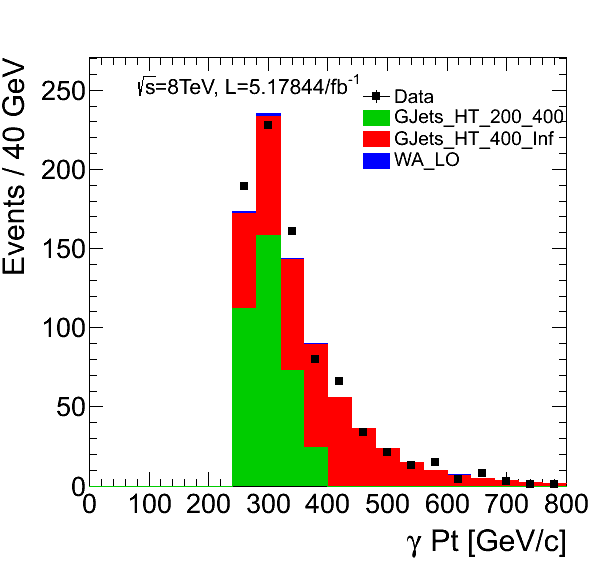 √s=8TeV, L=5.17844/fb⁻¹
Data
GJets_HT_200_400
GJets_HT_400_Inf
WA_LO
Events / 40 GeV
250
200
150
100
50
0
0 100 200 300 400 500 600 700 800
γ Pt [GeV/c]